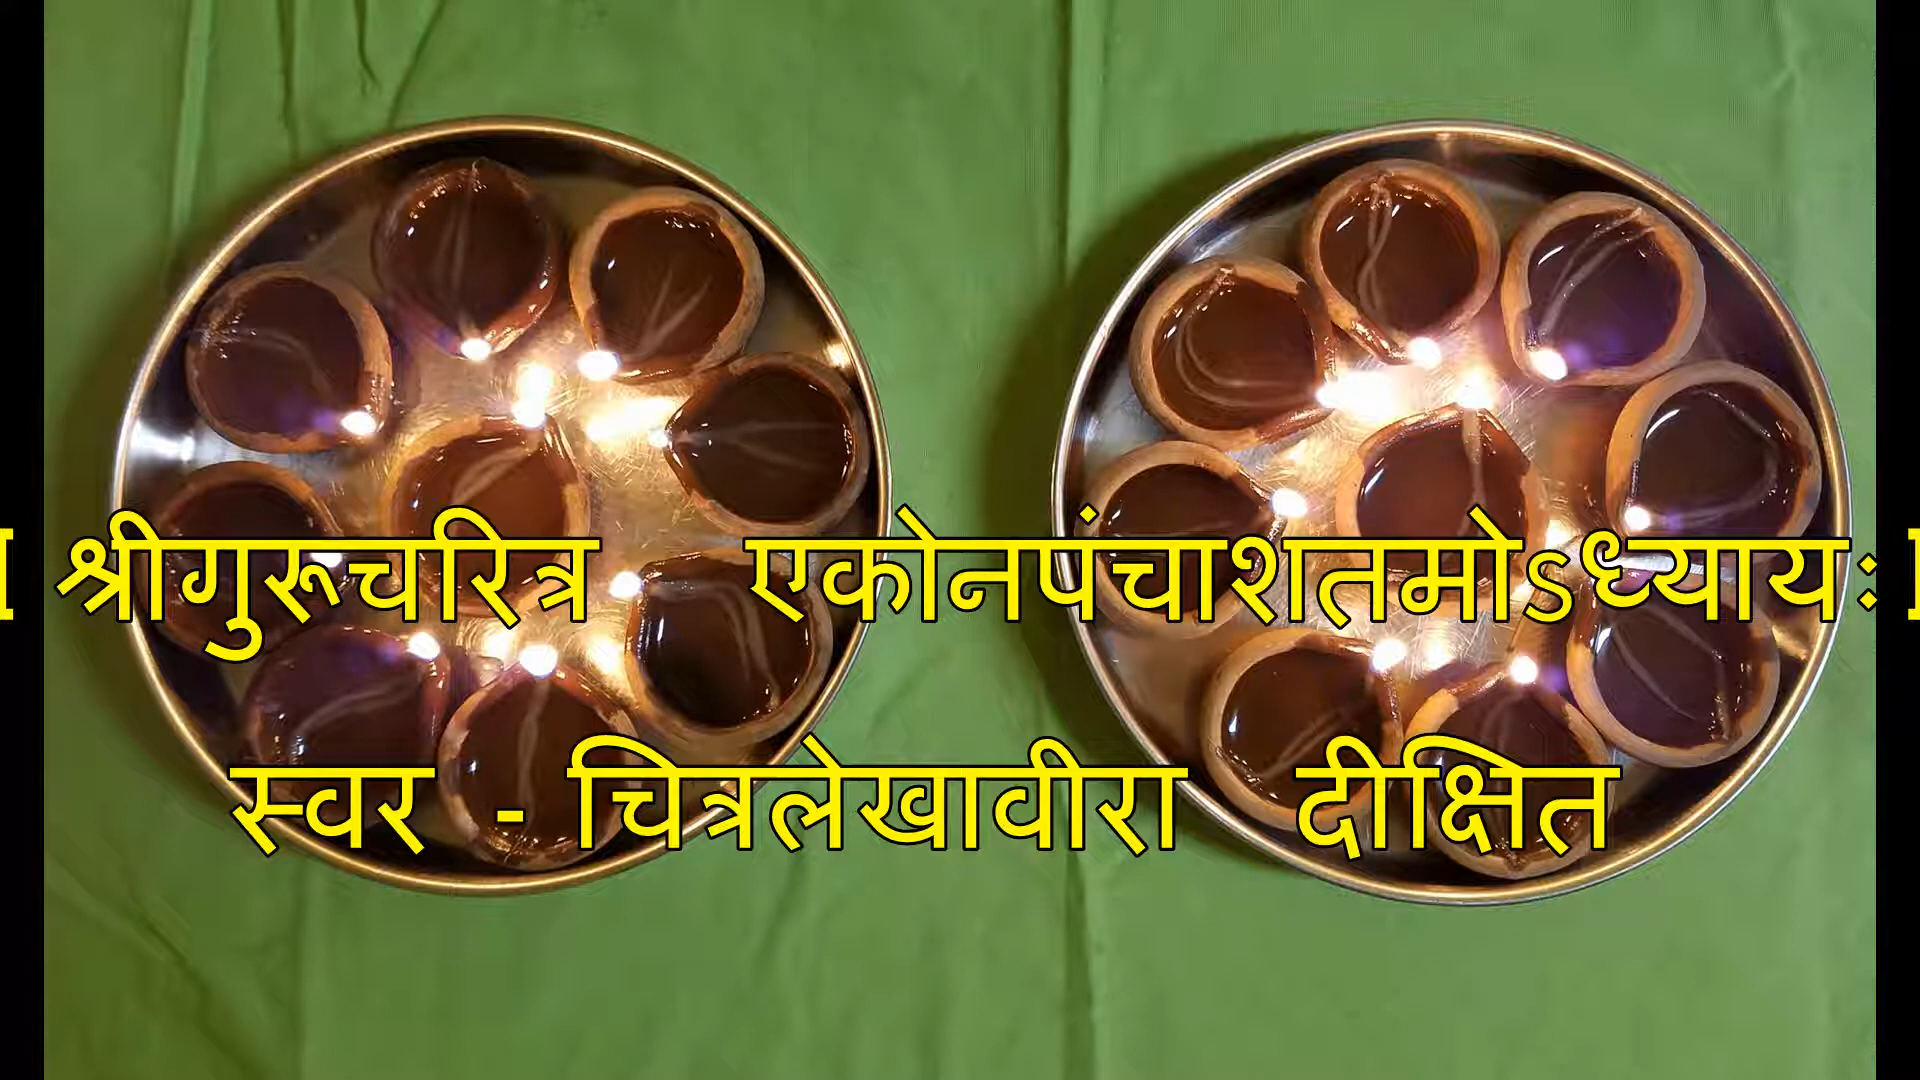 [ श्रीगुरूचरित्र एकोनपंचाशतमोऽध्यायः ]
स्वर - चित्रलेखावीरा दीक्षित